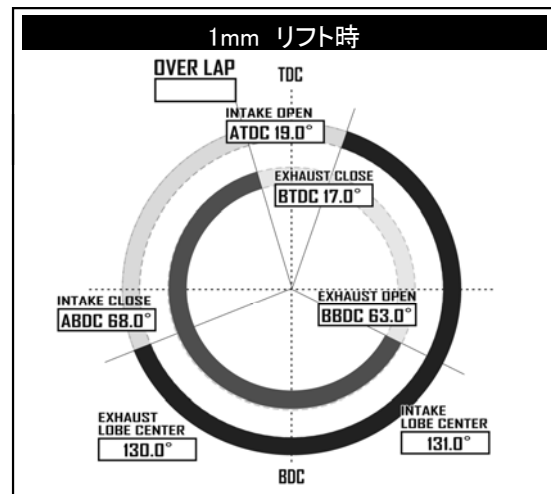 1mm リフト時
OVER LAP
TDC
INTAKE OPEN
ATDC 19.0°
EXHAUST CLOSE
BTDC 17.0°
INTAKE CLOSE
ABDC 68.0°
EXHAUST OPEN
BBDC 63.0°
EXHAUST
LOBE CENTER
130.0°
INTAKE
LOBE CENTER
131.0°
BDC